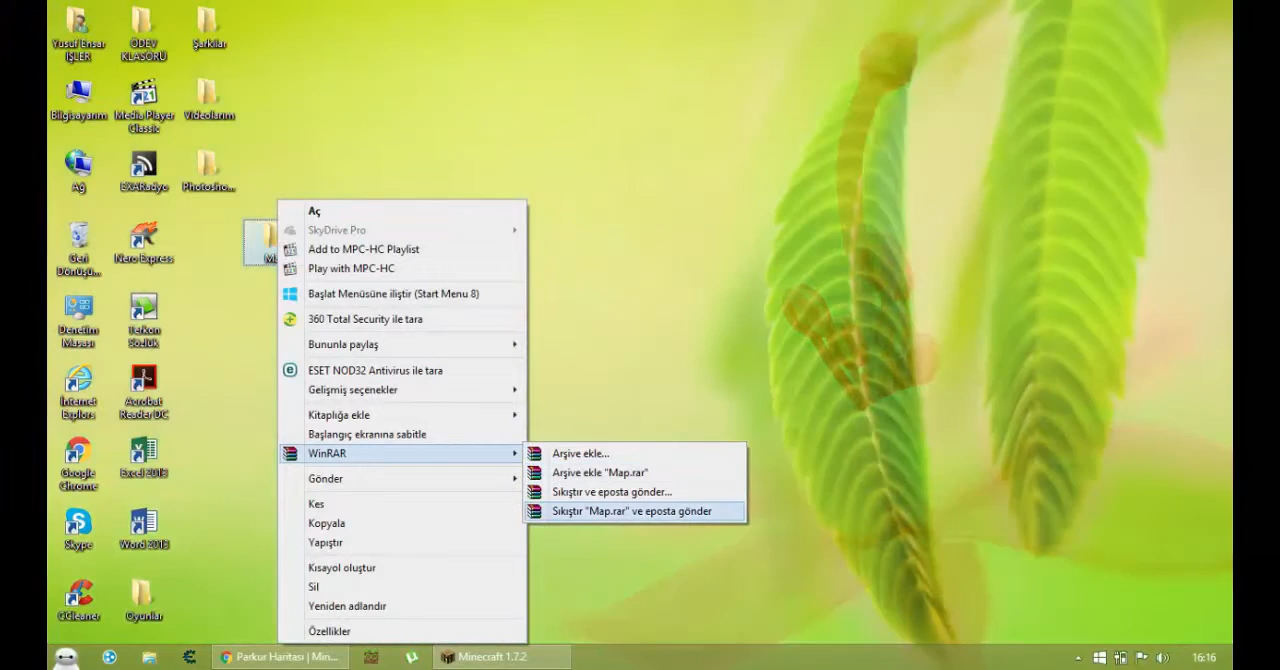 Yusuf Ensar
İŞLER
ÖDEV
KLASÖRÜ
Şarkılar
Bilgisayarım
Media Player
Classic
Videolarım
Ağ
EXARadyo
Photosho...
Geri
Dönüşü...
Nero Express
Denetim
Masası
Internet
Explorer
Acrobat
Reader DC
Google
Chrome
Excel 2013
Skype
Word 2013
CCleaner
Oyunlar
Aç
SkyDrive Pro
Add to MPC-HC Playlist
Play with MPC-HC
Başlat Menüsüne iliştir (Start Menu 8)
360 Total Security ile tara
Bununla paylaş
ESET NOD32 Antivirus ile tara
Gelişmiş seçenekler
Kitaplığa ekle
Başlangıç ekranına sabitle
WinRAR
Gönder
Kes
Kopyala
Yapıştır
Kısayol oluştur
Sil
Yeniden adlandır
Özellikler
Arşive ekle...
Arşive ekle "Map.rar"
Sıkıştır ve eposta gönder...
Sıkıştır "Map.rar" ve eposta gönder
Parkur Haritası | Min...
Minecraft 1.7.2
16:16